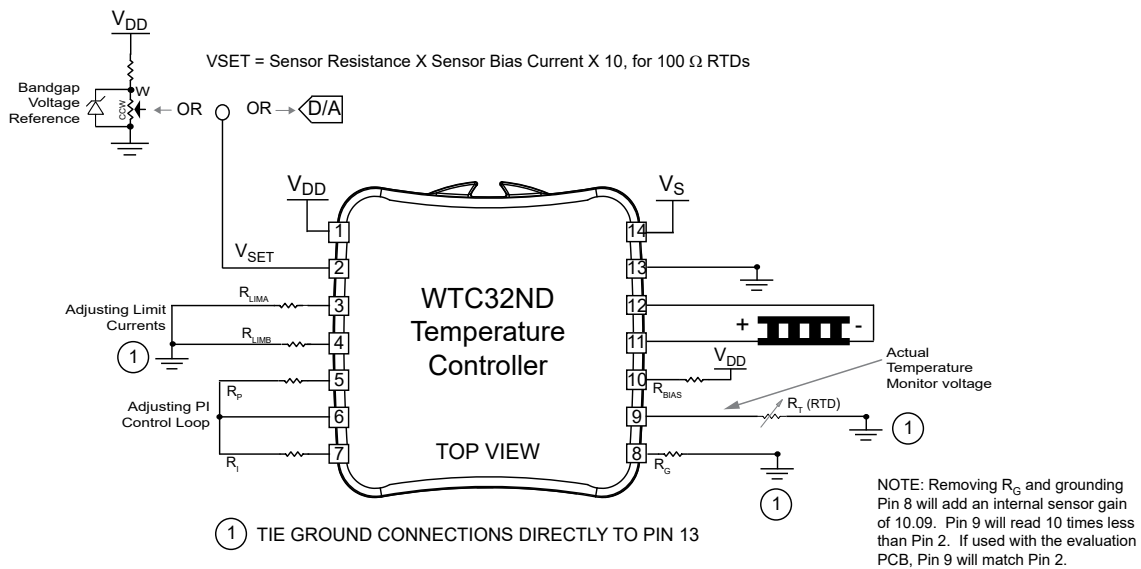 VDD
VSET = Sensor Resistance X Sensor Bias Current X 10, for 100 Ω RTDs
Bandgap
Voltage
Reference
W
CCW
OR
OR
D/A
VDD
VS
1
14
VSET
2
13
WTC32ND
Temperature
Controller
Adjusting Limit
Currents
1
RLIMA
3
12
RLIMB
4
11
+
-
Actual
Temperature
Monitor voltage
VDD
5
10
RP
RBIAS
Adjusting PI
Control Loop
6
9
RT (RTD)
1
TOP VIEW
7
8
RI
RG
1
NOTE: Removing RG and grounding
Pin 8 will add an internal sensor gain
of 10.09. Pin 9 will read 10 times less
than Pin 2. If used with the evaluation
PCB, Pin 9 will match Pin 2.
1 TIE GROUND CONNECTIONS DIRECTLY TO PIN 13